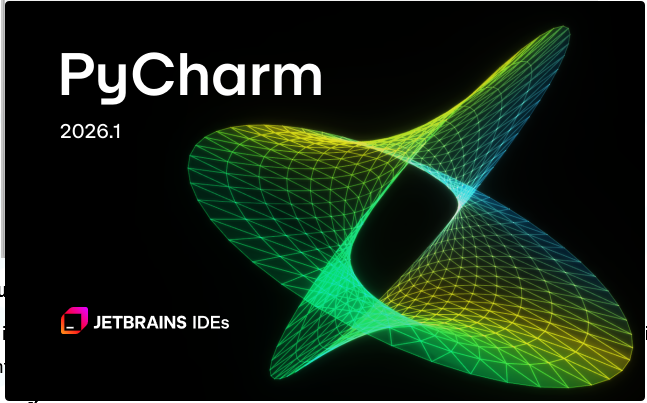 PyCharm
2026.1
JETBRAINS IDEs